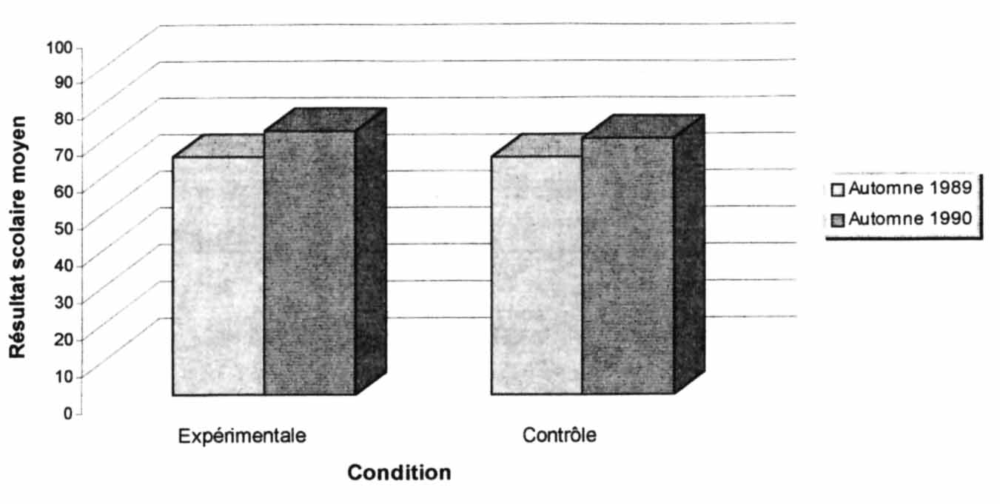 100
90
80
70
60
50
40
30
20
10
0
Résultat scolaire moyen
Expérimentale
Contrôle
Condition
Automne 1989
Automne 1990